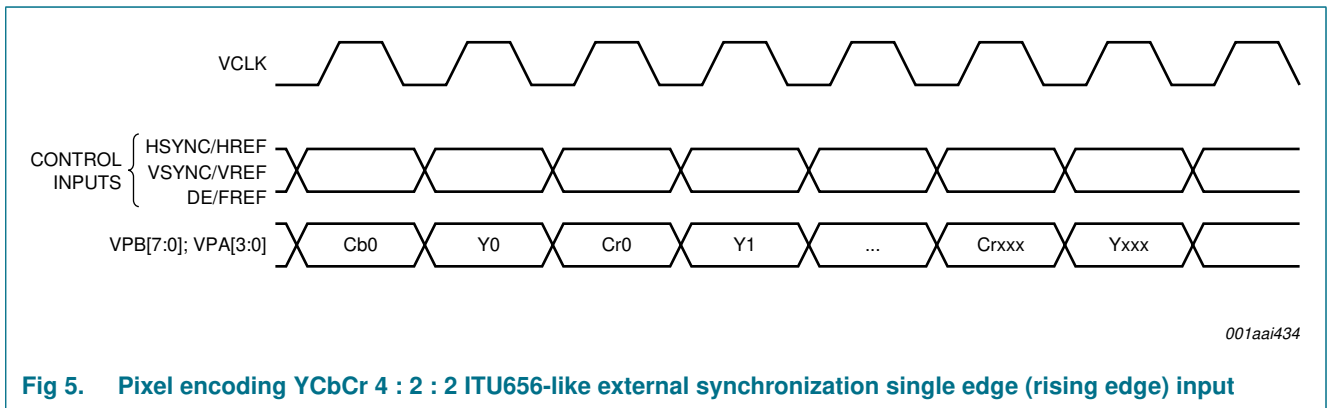 VCLK
CONTROL INPUTS
HSYNC/HREF
VSYNC/VREF
DE/FREF
VPB[7:0]; VPA[3:0] Cb0 Y0 Cr0 Y1 ... Crxxx Yxxx
001aai434
Fig 5. Pixel encoding YCbCr 4 : 2 : 2 ITU656-like external synchronization single edge (rising edge) input